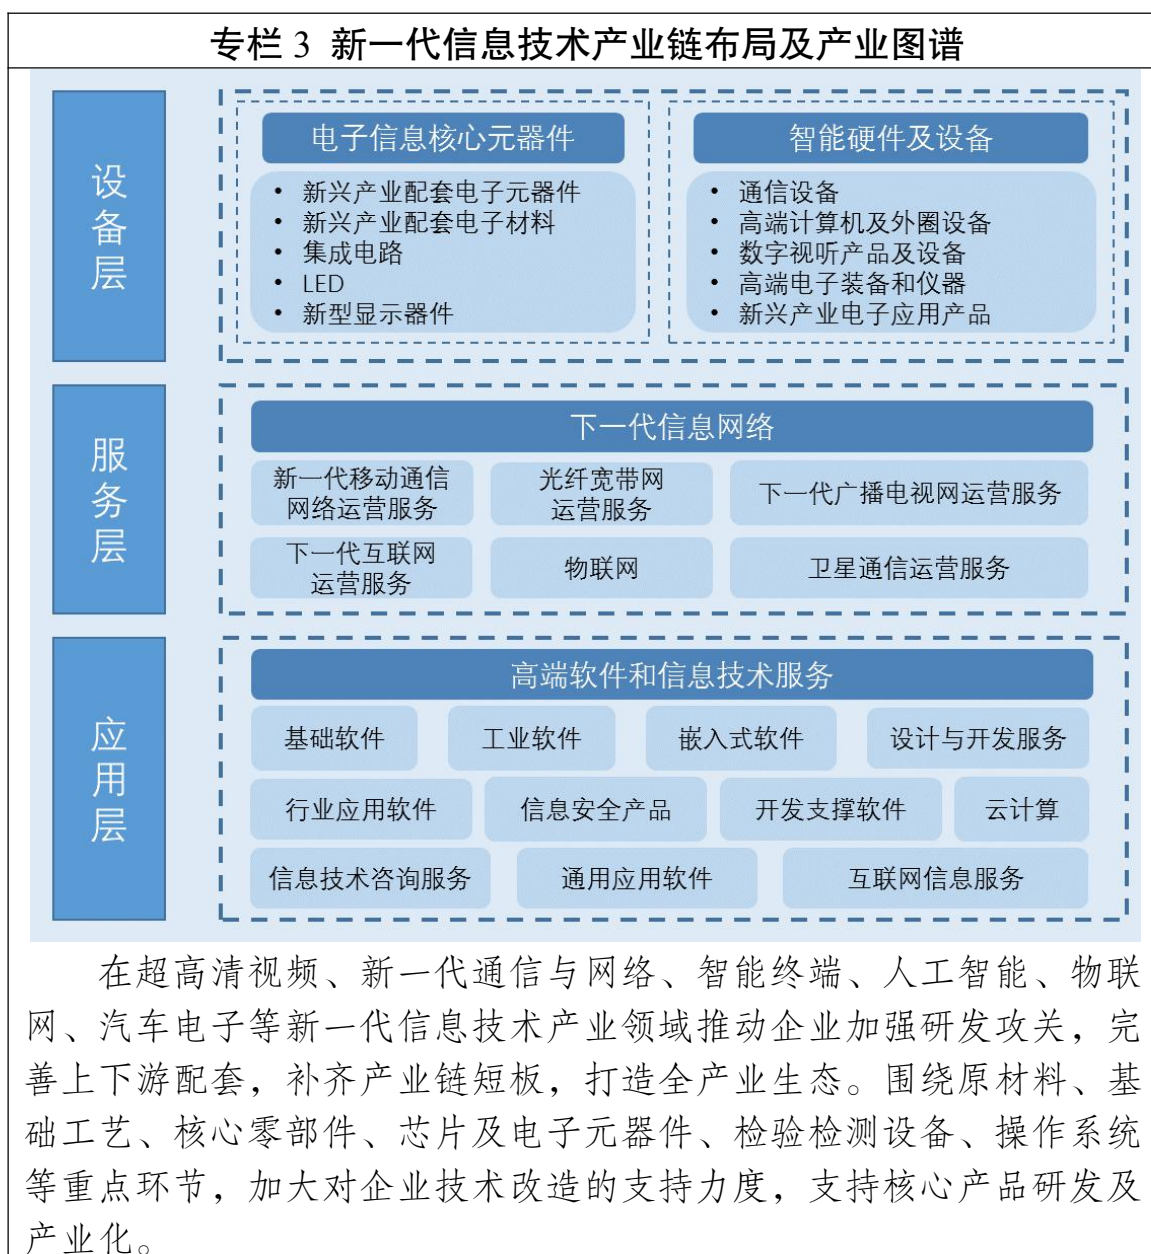 专栏 3 新一代信息技术产业链布局及产业图谱
设备层
电子信息核心元器件
• 新兴产业配套电子元器件
• 新兴产业配套电子材料
• 集成电路
• LED
• 新型显示器件
智能硬件及设备
• 通信设备
• 高端计算机及外圈设备
• 数字视听产品及设备
• 高端电子装备和仪器
• 新兴产业电子应用产品
服务层
下一代信息网络
新一代移动通信
网络运营服务
光纤宽带网
运营服务
下一代广播电视网运营服务
下一代互联网
运营服务
物联网
卫星通信运营服务
应用层
高端软件和信息技术服务
基础软件
工业软件
嵌入式软件
设计与开发服务
行业应用软件
信息安全产品
开发支撑软件
云计算
信息技术咨询服务
通用应用软件
互联网信息服务
在超高清视频、新一代通信与网络、智能终端、人工智能、物联
网、汽车电子等新一代信息技术产业领域推动企业加强研发攻关，完
善上下游配套，补齐产业链短板，打造全产业生态。围绕原材料、基
础工艺、核心零部件、芯片及电子元器件、检验检测设备、操作系统
等重点环节，加大对企业技术改造的支持力度，支持核心产品研发及
产业化。